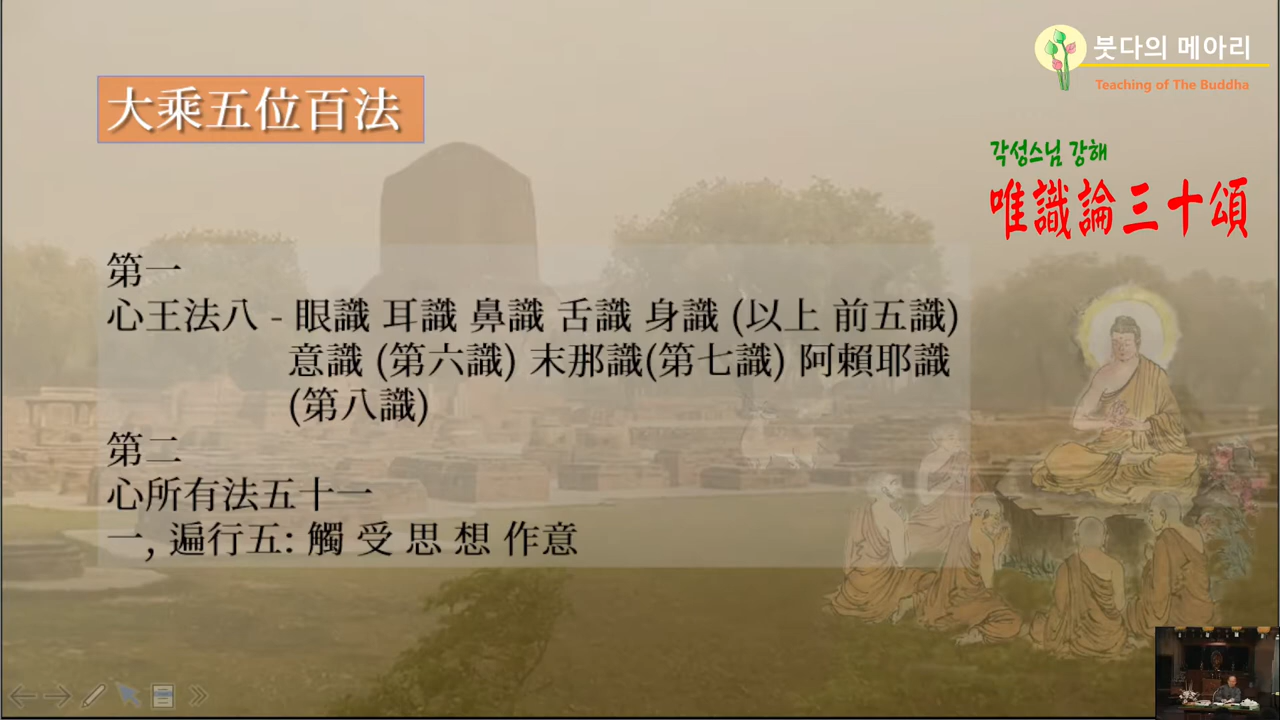 붓다의 메아리
Teaching of The Buddha
大乘五位百法
각성스님 강해
唯識論三十頌
第一
心王法八 - 眼識 耳識 鼻識 舌識 身識 (以上 前五識)
意識 (第六識) 末那識(第七識) 阿賴耶識
(第八識)
第二
心所有法五十一
一, 遍行五: 觸 受 思 想 作意